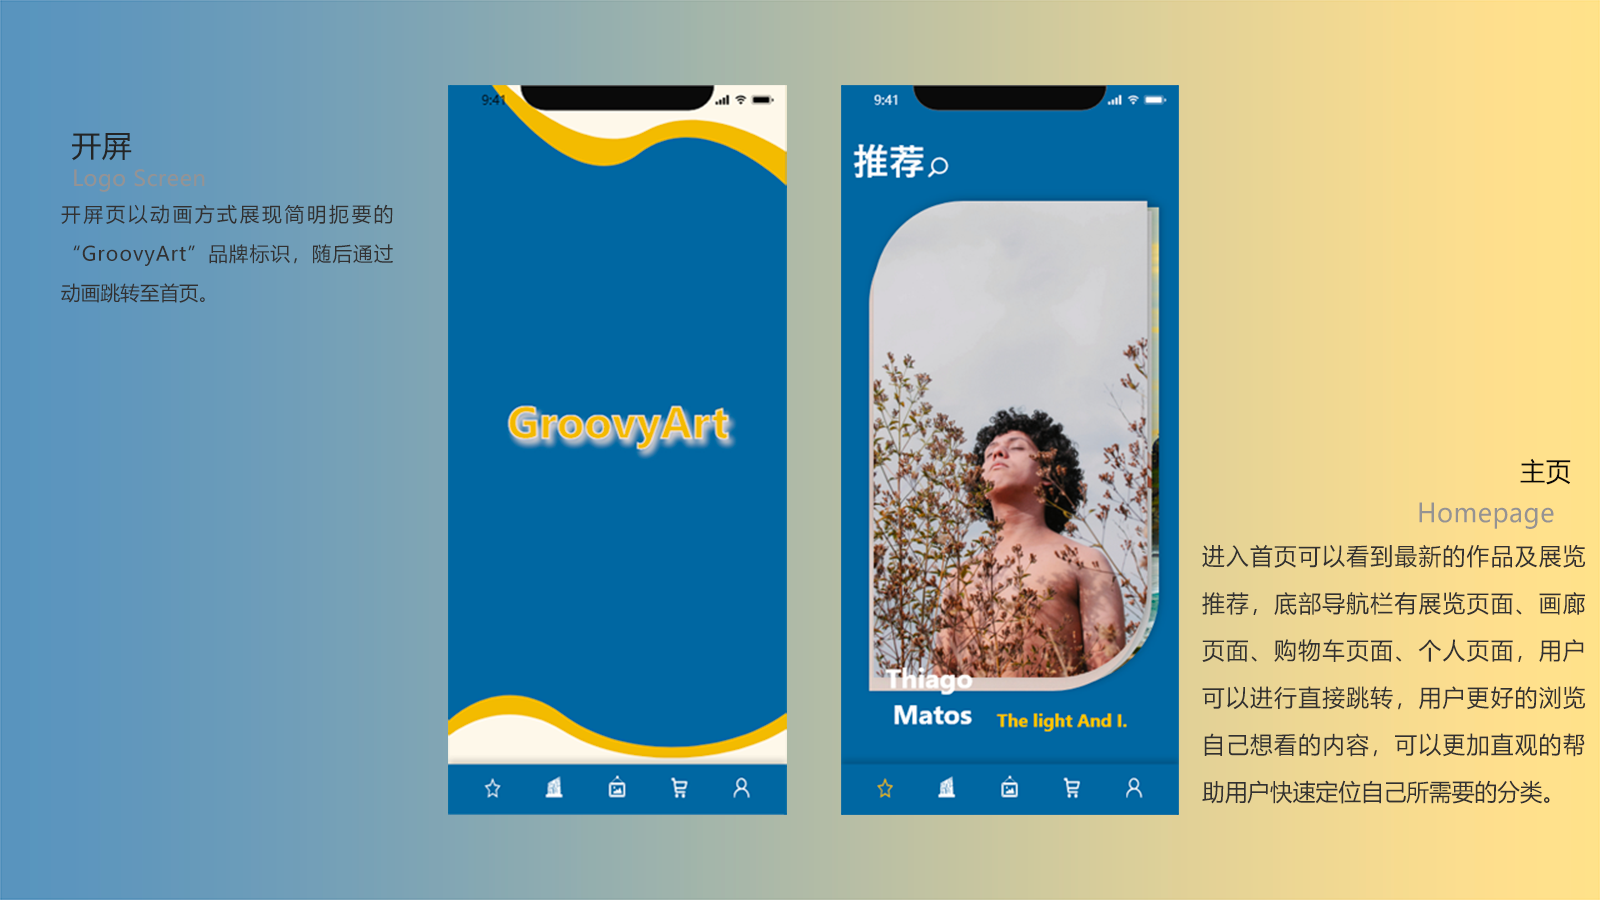 开屏
Logo Screen
开屏页以动画方式展现简明扼要的
“GroovyArt”品牌标识，随后通过
动画跳转至首页。
9:41
GroovyArt
9:41
推荐
Thiago
Matos
The light And I.
主页
Homepage
进入首页可以看到最新的作品及展览
推荐，底部导航栏有展览页面、画廊
页面、购物车页面、个人页面，用户
可以进行直接跳转，用户更好的浏览
自己想看的内容，可以更加直观的帮
助用户快速定位自己所需要的分类。